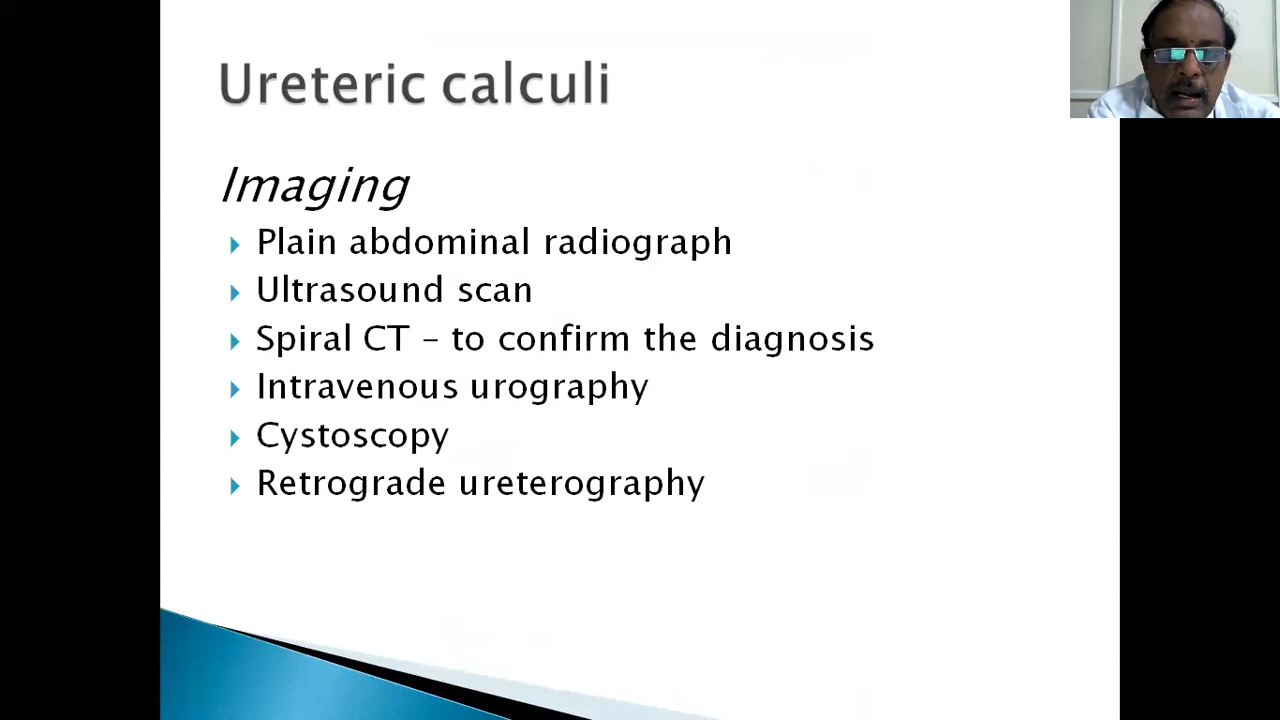 Ureteric calculi
Imaging
Plain abdominal radiograph
Ultrasound scan
Spiral CT – to confirm the diagnosis
Intravenous urography
Cystoscopy
Retrograde ureterography